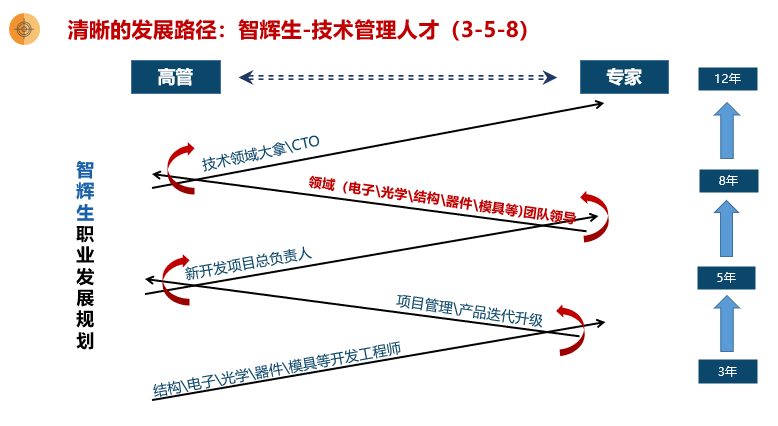 清晰的发展路径：智辉生-技术管理人才（3-5-8）
高管
专家
12年
技术领域大拿\CTO
智辉生职业发展规划
领域（电子\光学\结构\器件\模具等)团队领导
8年
新开发项目总负责人
5年
项目管理\产品迭代升级
结构\电子\光学\器件\模具等开发工程师
3年